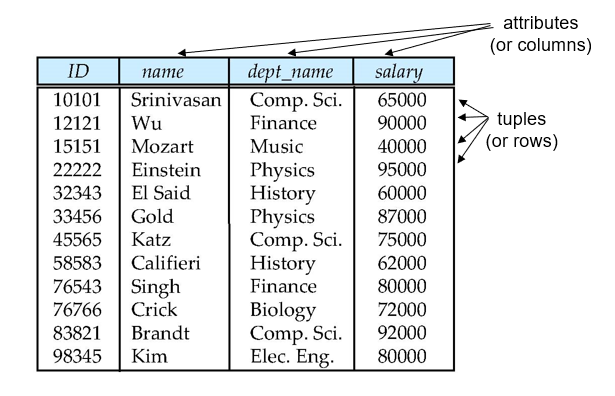 attributes
(or columns)
ID name dept_name salary
10101 Srinivasan Comp. Sci. 65000
12121 Wu Finance 90000
15151 Mozart Music 40000
22222 Einstein Physics 95000
32343 El Said History 60000
33456 Gold Physics 87000
45565 Katz Comp. Sci. 75000
58583 Califieri History 62000
76543 Singh Finance 80000
76766 Crick Biology 72000
83821 Brandt Comp. Sci. 92000
98345 Kim Elec. Eng. 80000
tuples
(or rows)